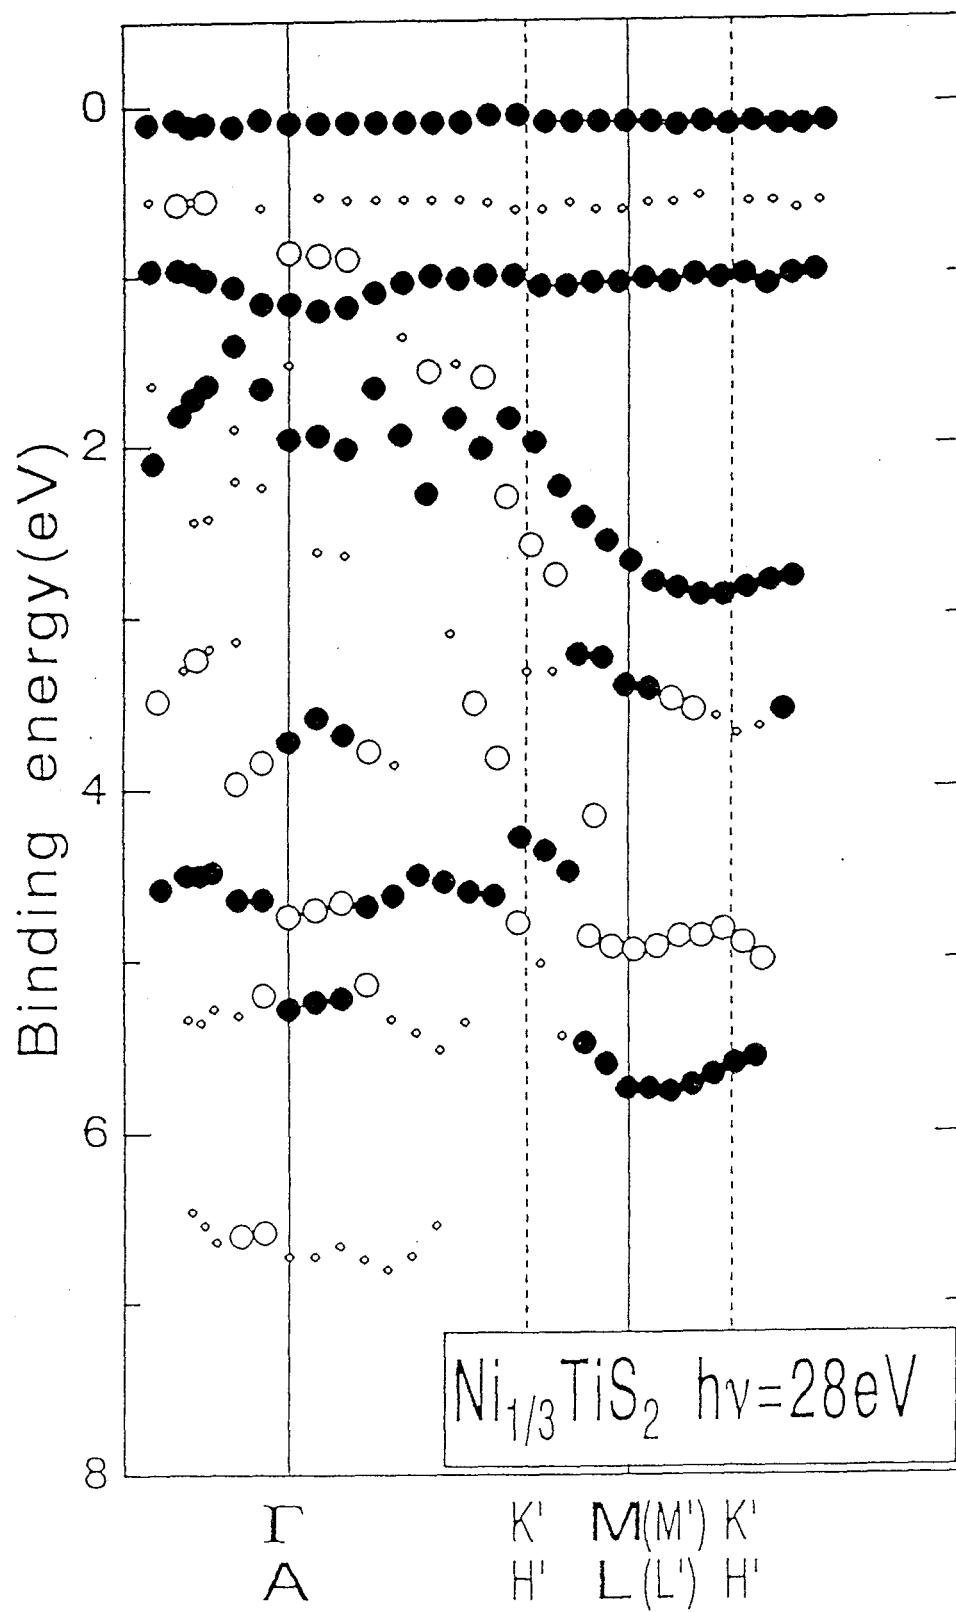 0
2
4
6
8
Binding energy(eV)
Ni1/3TiS2 hν=28eV
Γ K' M(M') K'
A H' L(L') H'